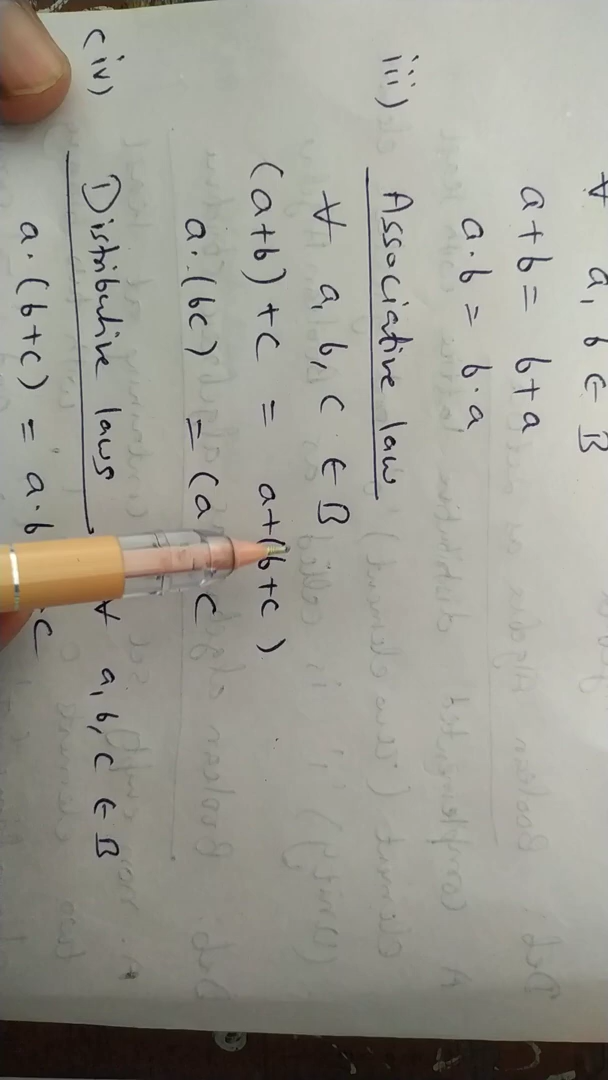 ∀ a, b ∈ B
a + b = b + a
a · b = b · a
iii) Associative law
∀ a, b, c ∈ B
(a+b) + c = a+(b+c)
a · (bc) = (a c
(iv) Distributive laws ∀ a, b, c ∈ B
a · (b+c) = a · b c